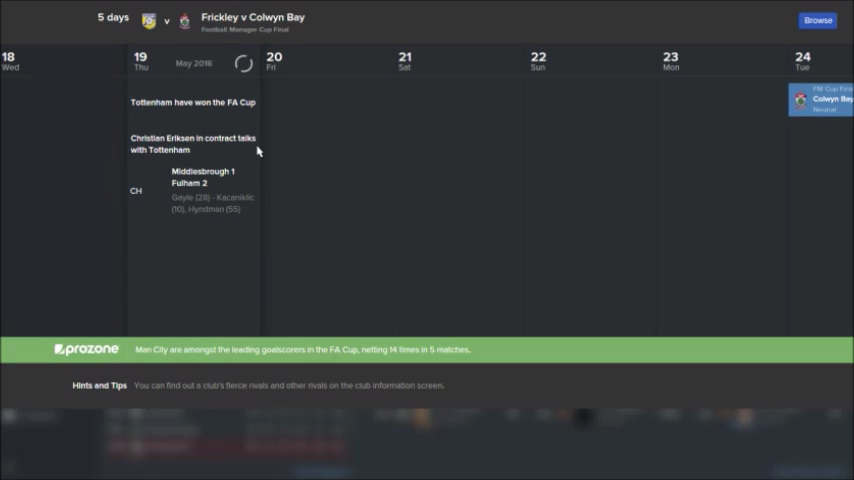 5 days v Frickley v Colwyn Bay
Football Manager Cup Final
Browse
18 19 20 21 22 23 24
Wed Thu May 2016 Fri Sat Sun Mon Tue
Tottenham have won the FA Cup
Christian Eriksen in contract talks
with Tottenham
CH
Middlesbrough 1
Fulham 2
Gayle (28) - Kacaniklic
(10), Hyndman (55)
FM Cup Fina
Colwyn Bay
Neutral
prozone Man City are amongst the leading goalscorers in the FA Cup, netting 14 times in 5 matches.
Hints and Tips You can find out a club's fierce rivals and other rivals on the club information screen.